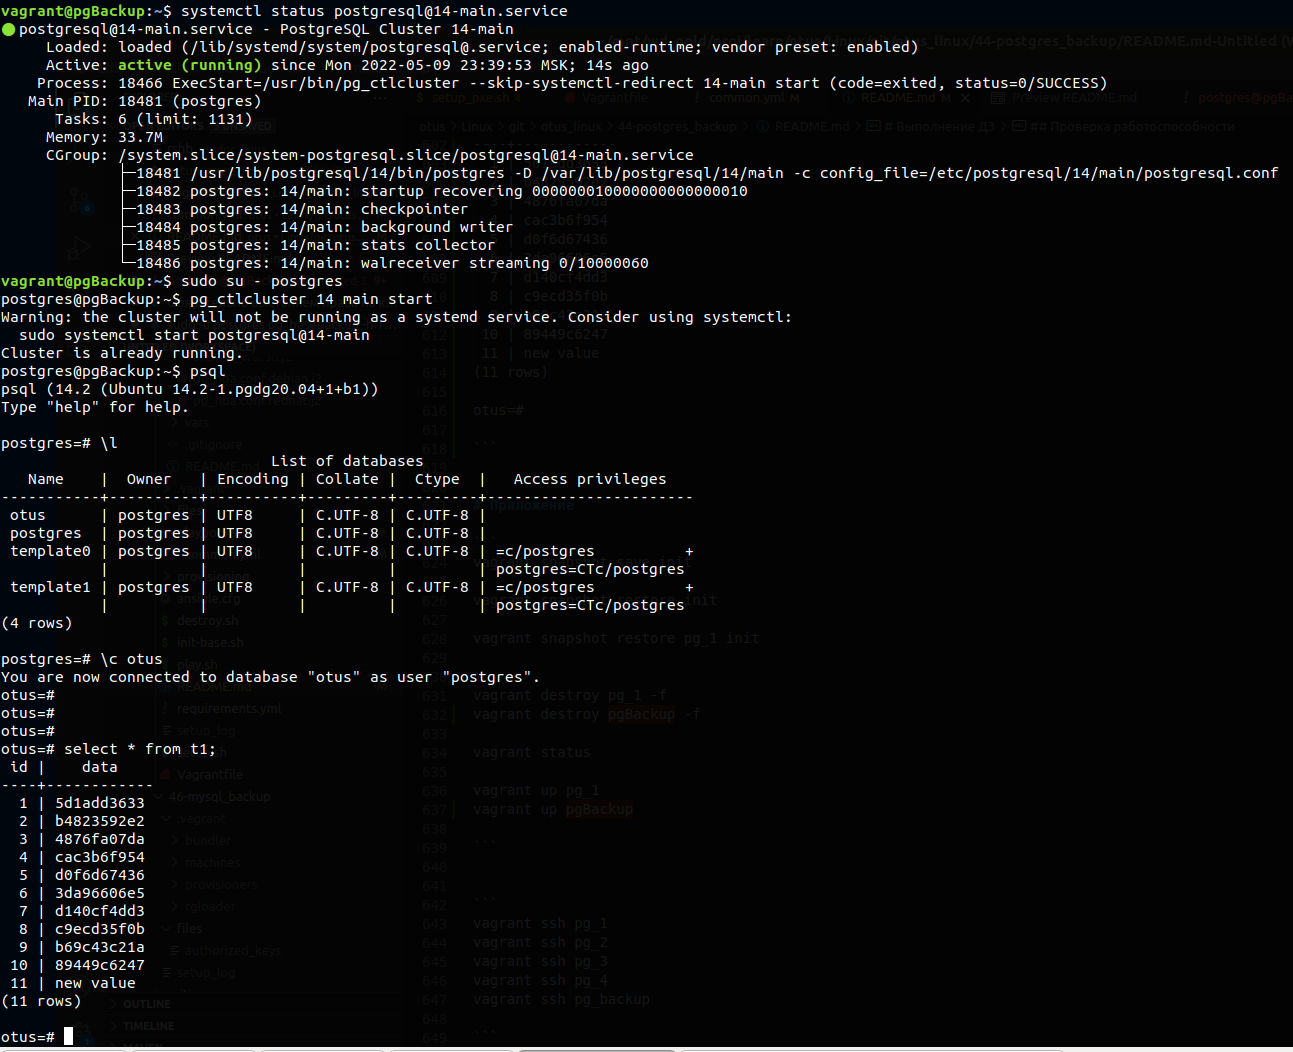 vagrant@pgBackup:~$ systemctl status postgresql@14-main.service
● postgresql@14-main.service - PostgreSQL Cluster 14-main
     Loaded: loaded (/lib/systemd/system/postgresql@.service; enabled-runtime; vendor preset: enabled)
     Active: active (running) since Mon 2022-05-09 23:39:53 MSK; 14s ago
    Process: 18466 ExecStart=/usr/bin/pg_ctlcluster --skip-systemctl-redirect 14-main start (code=exited, status=0/SUCCESS)
   Main PID: 18481 (postgres)
      Tasks: 6 (limit: 1131)
     Memory: 33.7M
     CGroup: /system.slice/system-postgresql.slice/postgresql@14-main.service
             ├─18481 /usr/lib/postgresql/14/bin/postgres -D /var/lib/postgresql/14/main -c config_file=/etc/postgresql/14/main/postgresql.conf
             ├─18482 postgres: 14/main: startup recovering 000000010000000000000010
             ├─18483 postgres: 14/main: checkpointer
             ├─18484 postgres: 14/main: background writer
             ├─18485 postgres: 14/main: stats collector
             └─18486 postgres: 14/main: walreceiver streaming 0/10000060
vagrant@pgBackup:~$ sudo su - postgres
postgres@pgBackup:~$ pg_ctlcluster 14 main start
Warning: the cluster will not be running as a systemd service. Consider using systemctl:
  sudo systemctl start postgresql@14-main
Cluster is already running.
postgres@pgBackup:~$ psql
psql (14.2 (Ubuntu 14.2-1.pgdg20.04+1+b1))
Type "help" for help.
postgres=# \l
                              List of databases
   Name    |  Owner   | Encoding | Collate |  Ctype  |   Access privileges
-----------+----------+----------+---------+---------+-----------------------
 otus      | postgres | UTF8     | C.UTF-8 | C.UTF-8 |
 postgres  | postgres | UTF8     | C.UTF-8 | C.UTF-8 |
 template0 | postgres | UTF8     | C.UTF-8 | C.UTF-8 | =c/postgres          +
           |          |          |         |         | postgres=CTc/postgres
 template1 | postgres | UTF8     | C.UTF-8 | C.UTF-8 | =c/postgres          +
           |          |          |         |         | postgres=CTc/postgres
(4 rows)
postgres=# \c otus
You are now connected to database "otus" as user "postgres".
otus=#
otus=#
otus=#
otus=# select * from t1;
 id |    data
----+------------
  1 | 5d1add3633
  2 | b4823592e2
  3 | 4876fa07da
  4 | cac3b6f954
  5 | d0f6d67436
  6 | 3da96606e5
  7 | d140cf4dd3
  8 | c9ecd35f0b
  9 | b69c43c21a
 10 | 89449c6247
 11 | new value
(11 rows)
otus=#